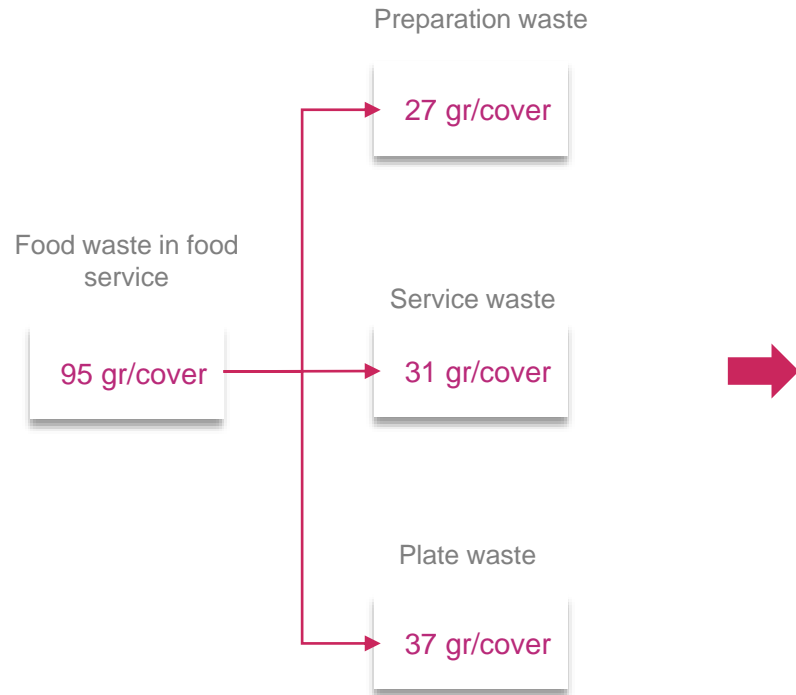 Preparation waste
27 gr/cover
Food waste in food
service
95 gr/cover
Service waste
31 gr/cover
Plate waste
37 gr/cover